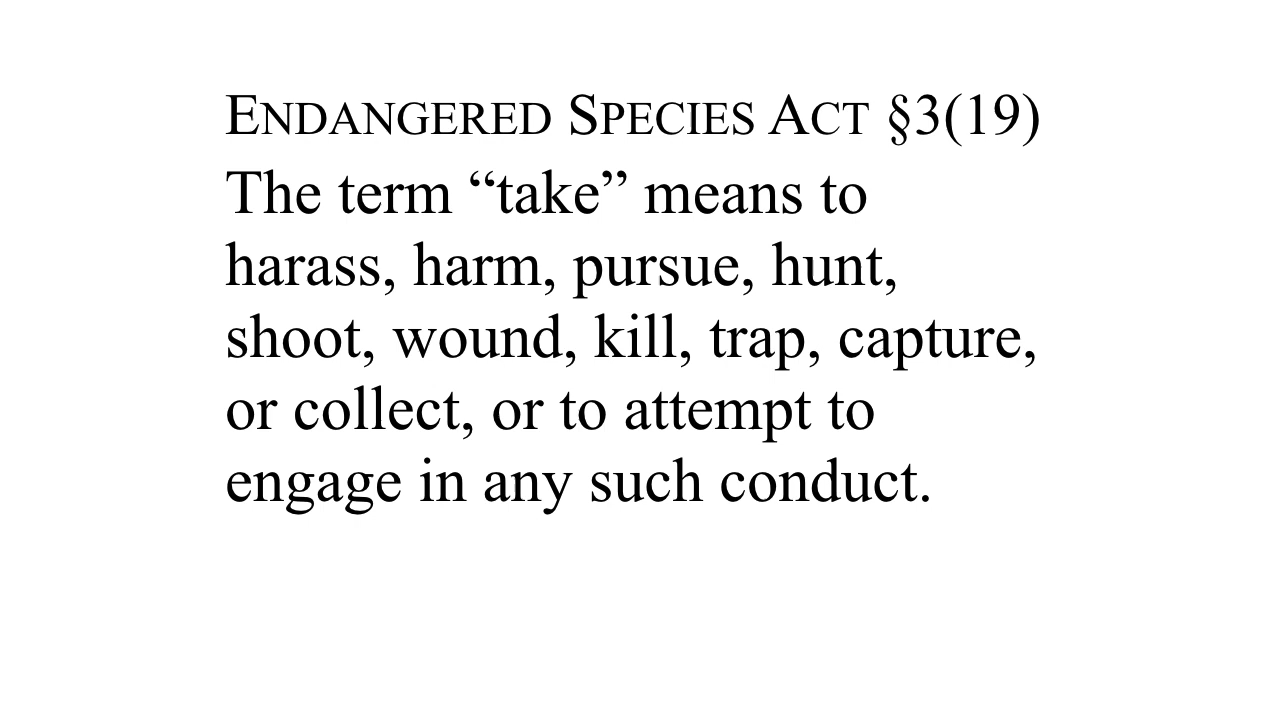 ENDANGERED SPECIES ACT §3(19)
The term “take” means to
harass, harm, pursue, hunt,
shoot, wound, kill, trap, capture,
or collect, or to attempt to
engage in any such conduct.